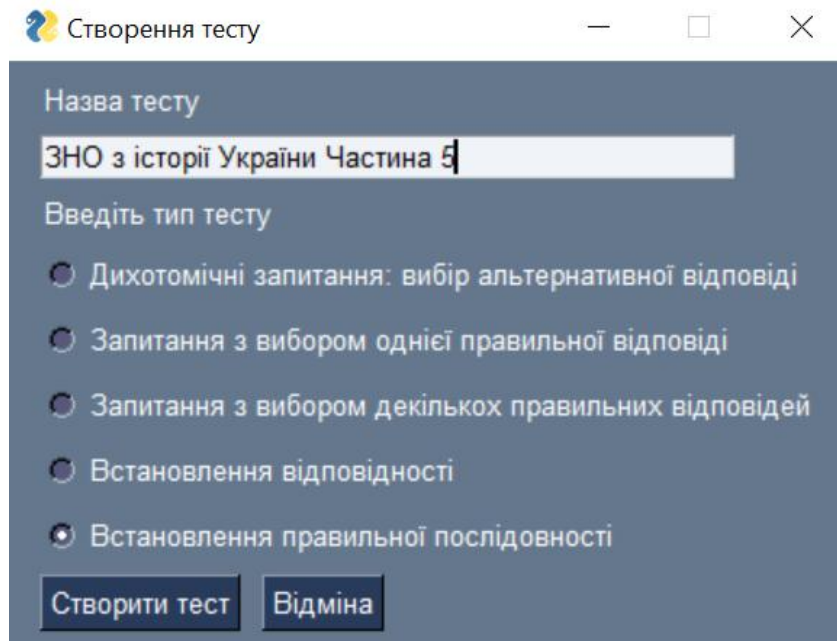 Створення тесту
Назва тесту
ЗНО з історії України Частина 5
Введіть тип тесту
Дихотомічні запитання: вибір альтернативної відповіді
Запитання з вибором однієї правильної відповіді
Запитання з вибором декількох правильних відповідей
Встановлення відповідності
Встановлення правильної послідовності
Створити тест Відміна